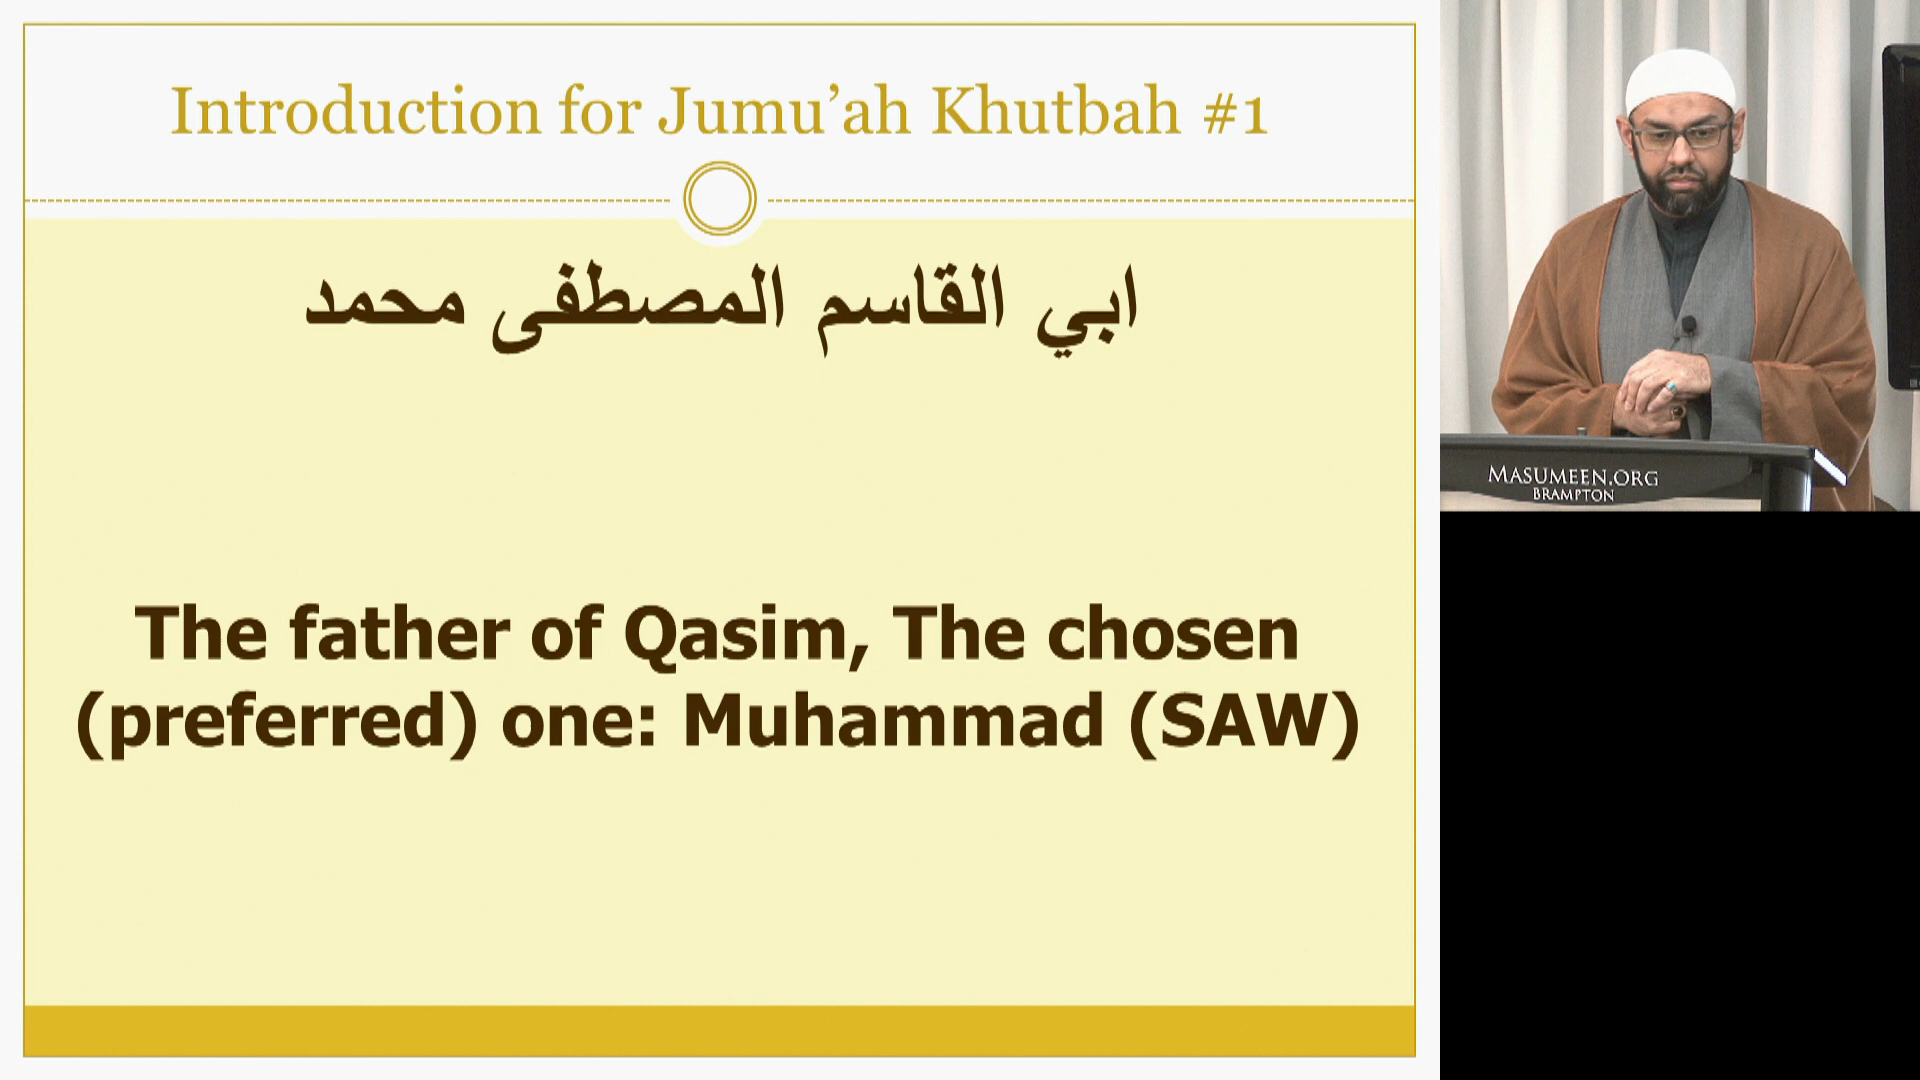 Introduction for Jumu’ah Khutbah #1
ابي القاسم المصطفى محمد
The father of Qasim, The chosen
(preferred) one: Muhammad (SAW)
MASUMEEN.ORG
BRAMPTON